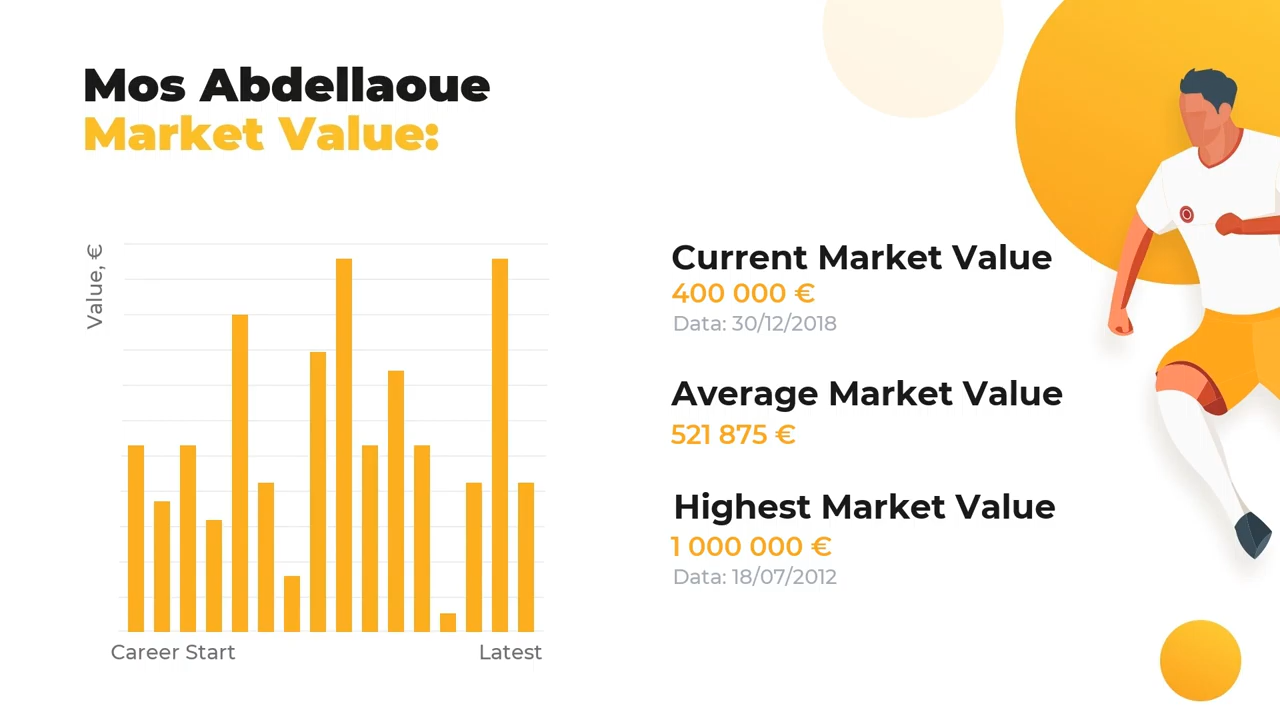 Mos Abdellaoue
Market Value:
Value, €
Career Start
Latest
Current Market Value
400 000 €
Data: 30/12/2018
Average Market Value
521 875 €
Highest Market Value
1 000 000 €
Data: 18/07/2012